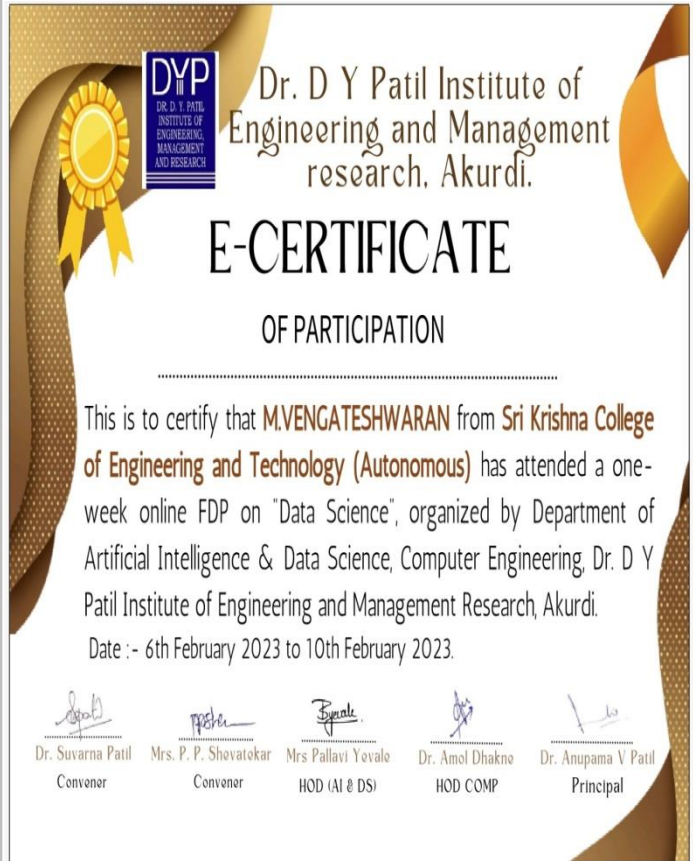 DYP
DR. D. Y. PATIL
INSTITUTE OF
ENGINEERING,
MANAGEMENT
AND RESEARCH
Dr. D Y Patil Institute of
Engineering and Management
research, Akurdi.
E-CERTIFICATE
OF PARTICIPATION
This is to certify that M.VENGATESHWARAN from Sri Krishna College
of Engineering and Technology (Autonomous) has attended a one-
week online FDP on "Data Science", organized by Department of
Artificial Intelligence & Data Science, Computer Engineering, Dr. D Y
Patil Institute of Engineering and Management Research, Akurdi.
Date :- 6th February 2023 to 10th February 2023.
Dr. Suvarna Patil Mrs. P. P. Shevatekar Mrs Pallavi Yevale Dr. Amol Dhakne Dr. Anupama V Patil
Convener Convener HOD (AI & DS) HOD COMP Principal